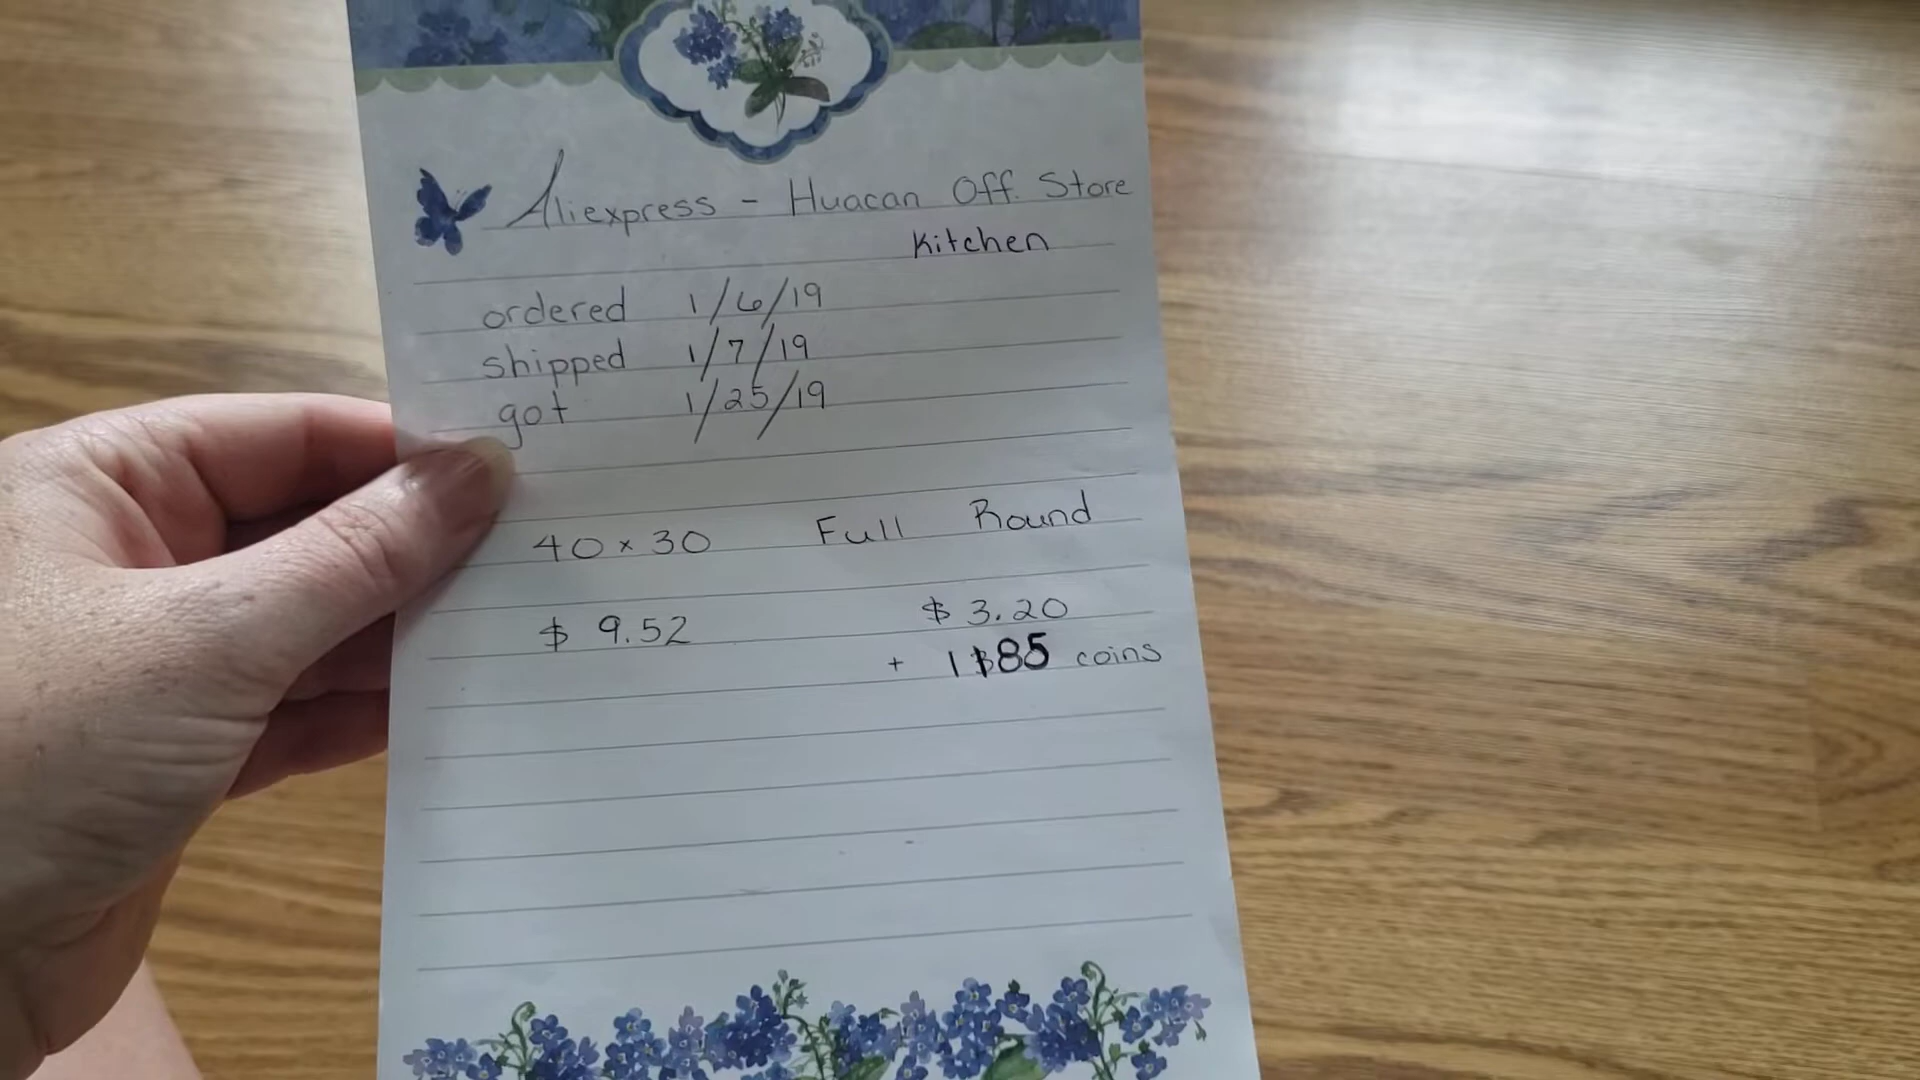 Aliexpress - Huacan Off. Store
Kitchen
ordered 1/6/19
shipped 1/7/19
got 1/25/19
40 x 30 Full Round
$ 9.52 $ 3.20
+ coins